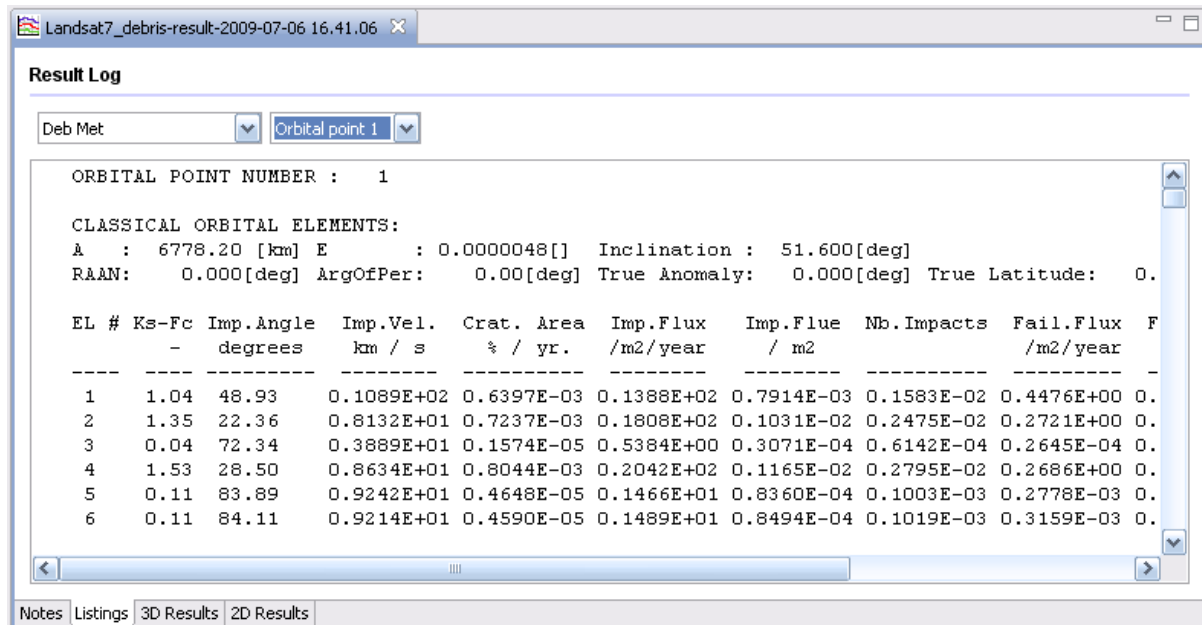 Landsat7_debris-result-2009-07-06 16.41.06
Result Log
Deb Met Orbital point 1
ORBITAL POINT NUMBER : 1
CLASSICAL ORBITAL ELEMENTS:
A : 6778.20 [km] E : 0.0000048[] Inclination : 51.600[deg]
RAAN: 0.000[deg] ArgOfPer: 0.00[deg] True Anomaly: 0.000[deg] True Latitude: 0.
EL # Ks-Fc Imp.Angle Imp.Vel. Crat. Area Imp.Flux Imp.Flue Nb.Impacts Fail.Flux F
- degrees km / s % / yr. /m2/year / m2 /m2/year
---- ---- --------- -------- ---------- -------- -------- ---------- --------- -
1 1.04 48.93 0.1089E+02 0.6397E-03 0.1388E+02 0.7914E-03 0.1583E-02 0.4476E+00 0.
2 1.35 22.36 0.8132E+01 0.7237E-03 0.1808E+02 0.1031E-02 0.2475E-02 0.2721E+00 0.
3 0.04 72.34 0.3889E+01 0.1574E-05 0.5384E+00 0.3071E-04 0.6142E-04 0.2645E-04 0.
4 1.53 28.50 0.8634E+01 0.8044E-03 0.2042E+02 0.1165E-02 0.2795E-02 0.2686E+00 0.
5 0.11 83.89 0.9242E+01 0.4648E-05 0.1466E+01 0.8360E-04 0.1003E-03 0.2778E-03 0.
6 0.11 84.11 0.9214E+01 0.4590E-05 0.1489E+01 0.8494E-04 0.1019E-03 0.3159E-03 0.
Notes Listings 3D Results 2D Results